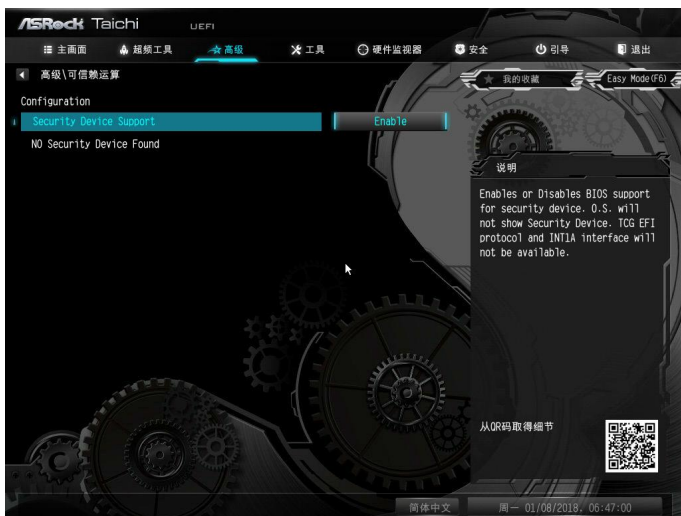 ASRock Taichi UEFI
主画面 超频工具 高级 工具 硬件监视器 安全 引导 退出
高级\可信赖运算
我的收藏 Easy Mode(F6)
Configuration
Security Device Support Enable
NO Security Device Found
说明
Enables or Disables BIOS support
for security device. O.S. will
not show Security Device. TCG EFI
protocol and INT1A interface will
not be available.
从QR码取得细节
简体中文 周一 01/08/2018, 06:47:00